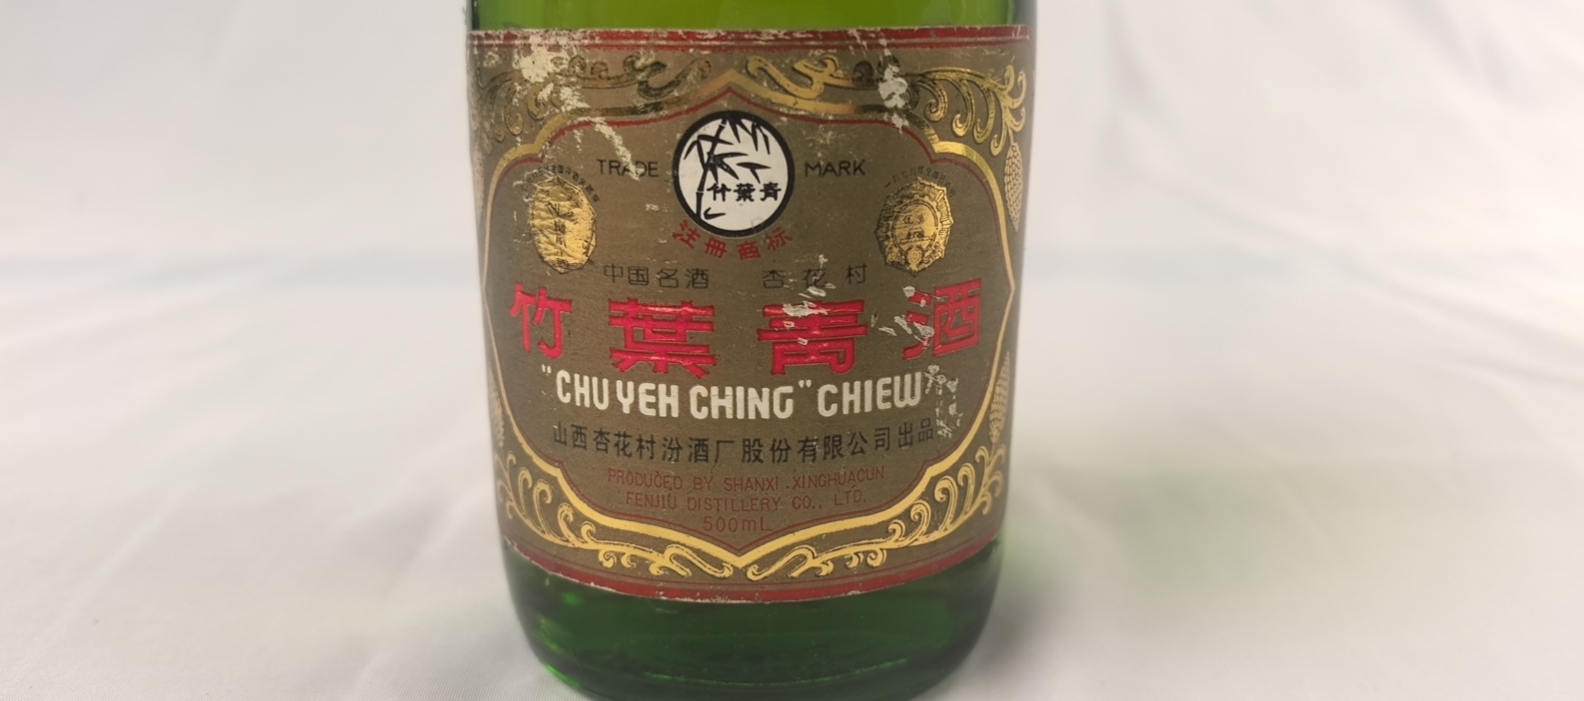 TRADE MARK
竹葉青
注冊商标
中国名酒 杏花村
竹葉青酒
"CHU YEH CHING" CHIEW
山西杏花村汾酒厂股份有限公司出品
PRODUCED BY SHANXI XINGHUACUN
FENJIU DISTILLERY CO., LTD.
500mL